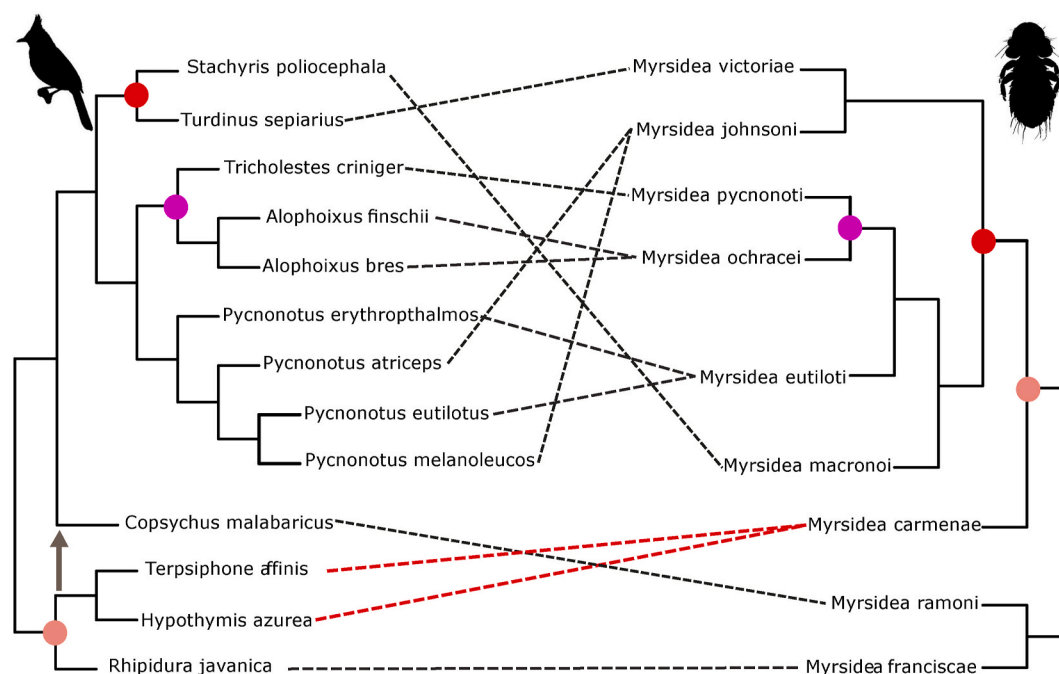 Stachyris poliocephala
Turdinus sepiarius
Tricholestes criniger
Alophoixus finschii
Alophoixus bres
Pycnonotus erythropthalmos
Pycnonotus atriceps
Pycnonotus eutilotus
Pycnonotus melanoleucos
Copsychus malabaricus
Terpsiphone affinis
Hypothymis azurea
Rhipidura javanica
Myrsidea victoriae
Myrsidea johnsoni
Myrsidea pycnonoti
Myrsidea ochracei
Myrsidea eutiloti
Myrsidea macronoi
Myrsidea carmenae
Myrsidea ramoni
Myrsidea franciscae